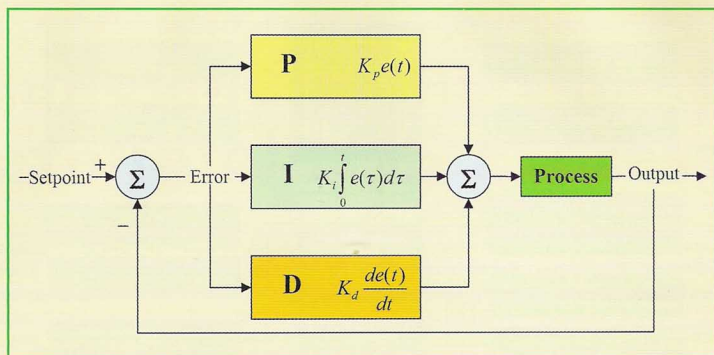 P K_p e(t)
−Setpoint + Σ Error I K_i ∫_0^t e(τ)dτ Σ Process Output
−
D K_d de(t)/dt